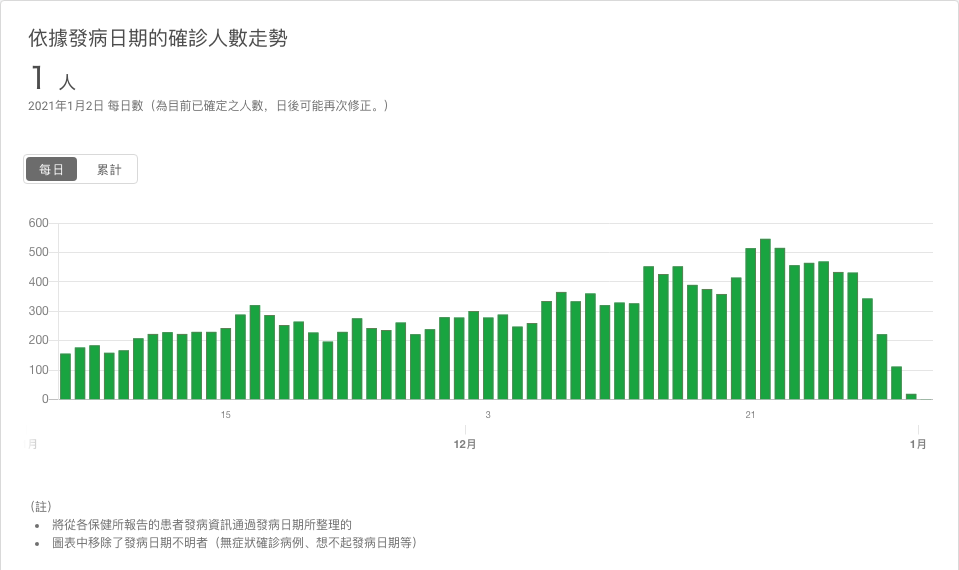 依據發病日期的確診人數走勢
1 人
2021年1月2日 每日數（為目前已確定之人數，日後可能再次修正。）
每日 累計
600
500
400
300
200
100
0
15 3 21
月 12月 1月
（註）
• 將從各保健所報告的患者發病資訊通過發病日期所整理的
• 圖表中移除了發病日期不明者（無症狀確診病例、想不起發病日期等）